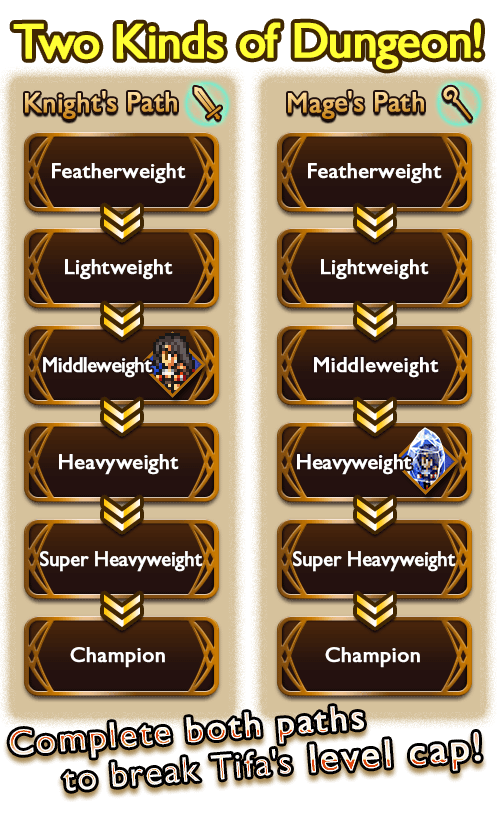 Two Kinds of Dungeon!
Knight's Path
Featherweight
Lightweight
Middleweight
Heavyweight
Super Heavyweight
Champion
Mage's Path
Featherweight
Lightweight
Middleweight
Heavyweight
Super Heavyweight
Champion
Complete both paths
to break Tifa's level cap!